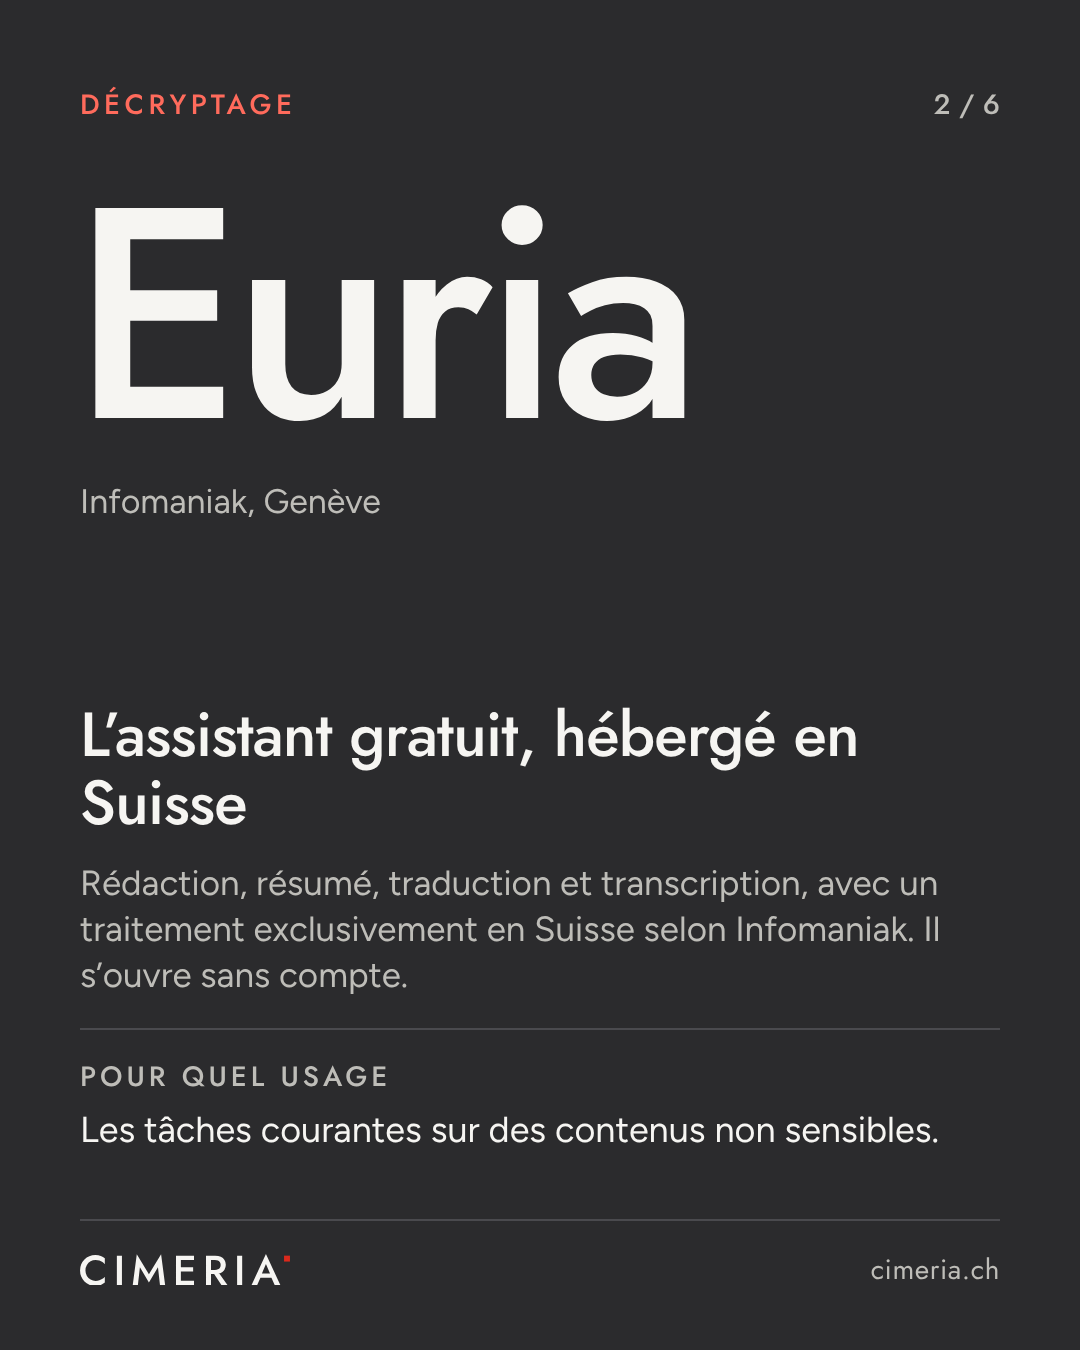 DÉCRYPTAGE
2 / 6
Euria
Infomaniak, Genève
L’assistant gratuit, hébergé en
Suisse
Rédaction, résumé, traduction et transcription, avec un
traitement exclusivement en Suisse selon Infomaniak. Il
s’ouvre sans compte.
POUR QUEL USAGE
Les tâches courantes sur des contenus non sensibles.
CIMERIA
cimeria.ch